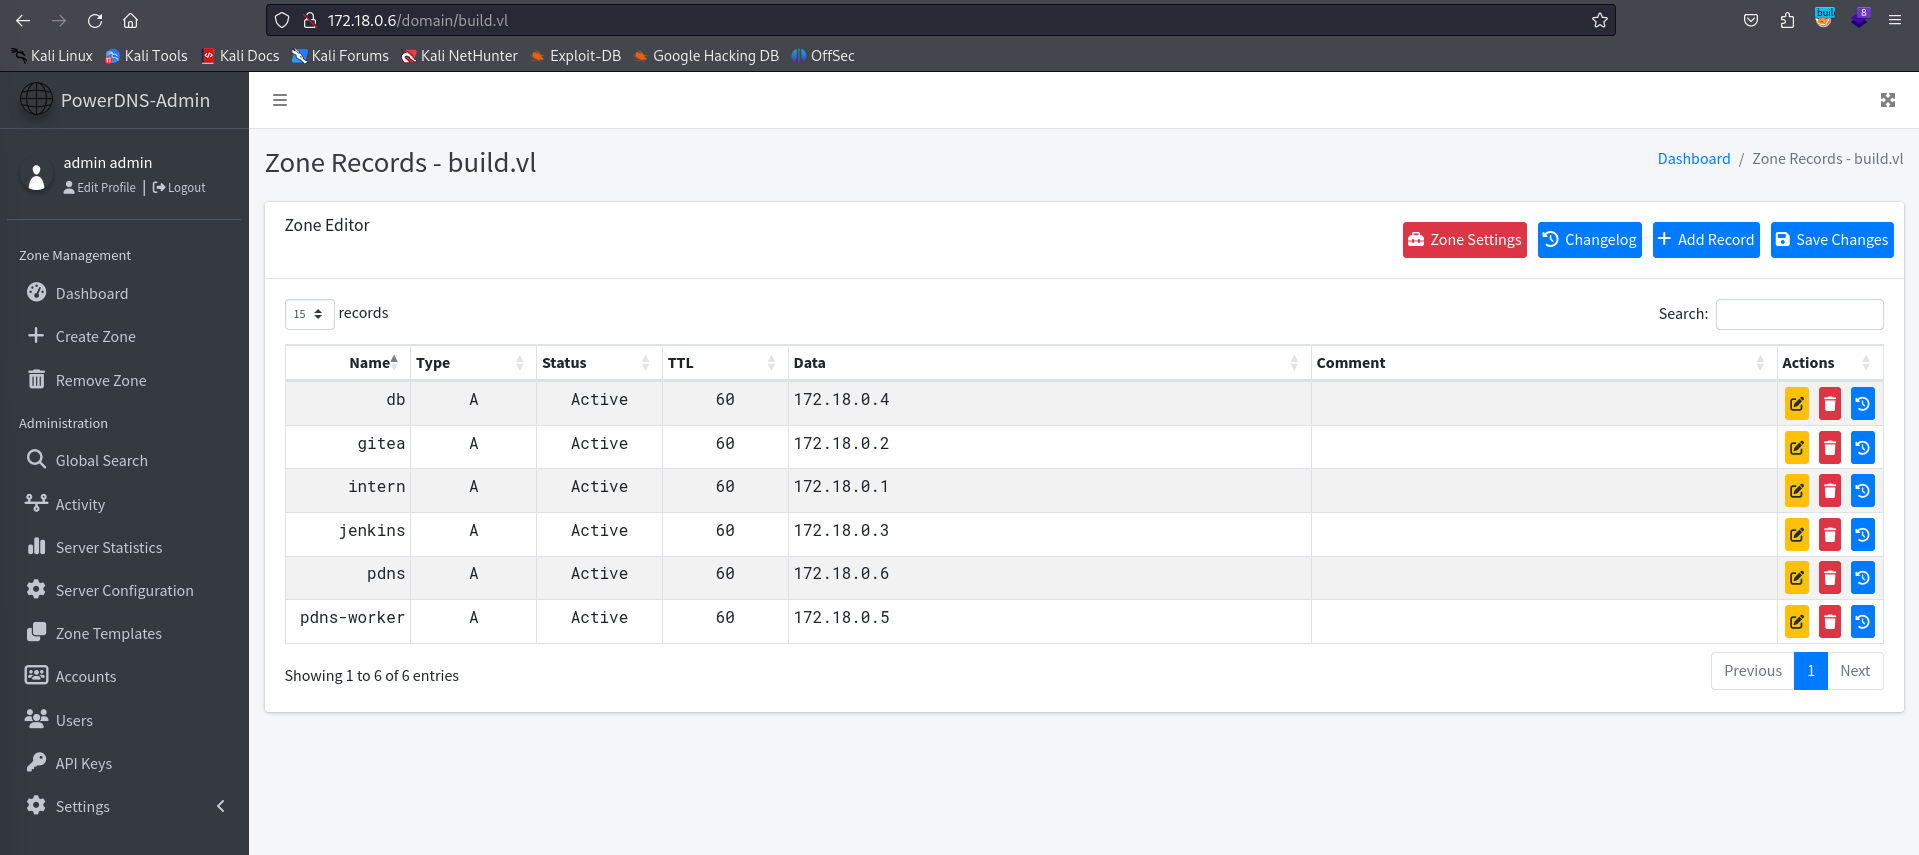 172.18.0.6/domain/build.vl
buil
8
Kali Linux Kali Tools Kali Docs Kali Forums Kali NetHunter Exploit-DB Google Hacking DB OffSec
PowerDNS-Admin
admin admin
Edit Profile | Logout
Zone Management
Dashboard
Create Zone
Remove Zone
Administration
Global Search
Activity
Server Statistics
Server Configuration
Zone Templates
Accounts
Users
API Keys
Settings
Zone Records - build.vl
Dashboard / Zone Records - build.vl
Zone Editor
Zone Settings Changelog Add Record Save Changes
15 records
Search:
Name Type Status TTL Data Comment Actions
db A Active 60 172.18.0.4
gitea A Active 60 172.18.0.2
intern A Active 60 172.18.0.1
jenkins A Active 60 172.18.0.3
pdns A Active 60 172.18.0.6
pdns-worker A Active 60 172.18.0.5
Showing 1 to 6 of 6 entries
Previous 1 Next